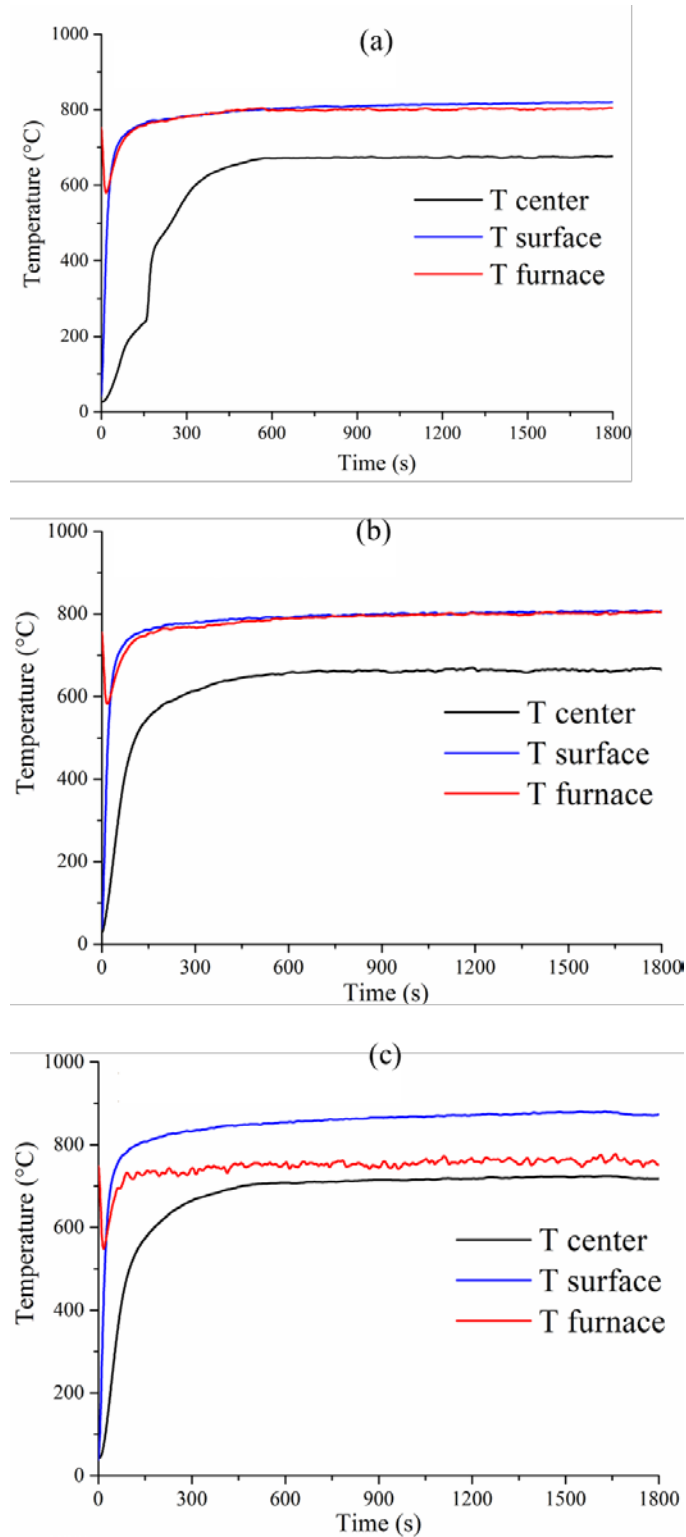 (a)
1000
800
600
400
200
0
Temperature (°C)
T center
T surface
T furnace
0 300 600 900 1200 1500 1800
Time (s)
(b)
1000
800
600
400
200
0
Temperature (°C)
T center
T surface
T furnace
0 300 600 900 1200 1500 1800
Time (s)
(c)
1000
800
600
400
200
0
Temperature (°C)
T center
T surface
T furnace
0 300 600 900 1200 1500 1800
Time (s)